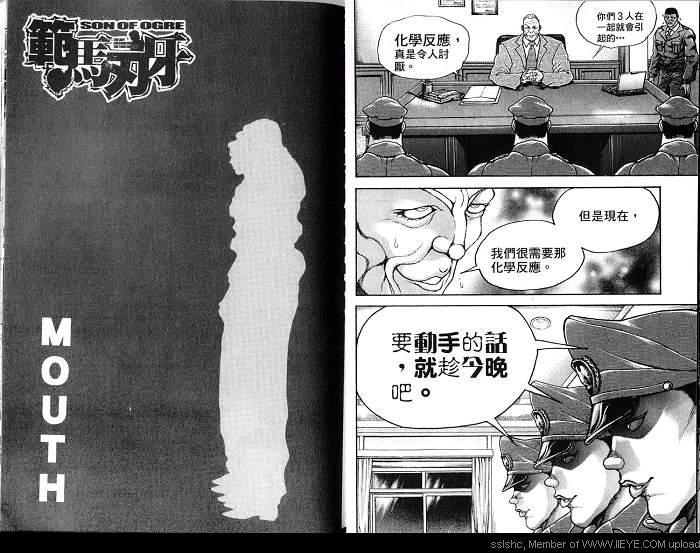 SON OF OGRE
範馬刃牙
MOUTH
你們3人在
一起就會引
起的…
化學反應，
真是令人討
厭。
但是現在，
我們很需要那
化學反應。
要動手的話
，就趁今晚
吧。
sslshc, Member of WWW.IIEYE.COM upload